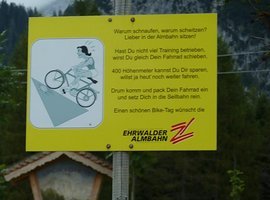 Warum schnaufen, warum schwitzen?
Lieber in der Almbahn sitzen!
Hast Du nicht viel Training betrieben,
wirst Du gleich Dein Fahrrad schieben.
400 Höhenmeter kannst Du Dir sparen,
willst ja heut noch weiter fahren.
Drum komm und pack Dein Fahrrad ein
und setz Dich in die Seilbahn rein.
Einen schönen Bike-Tag wünscht die
EHRWALDER
ALMBAHN